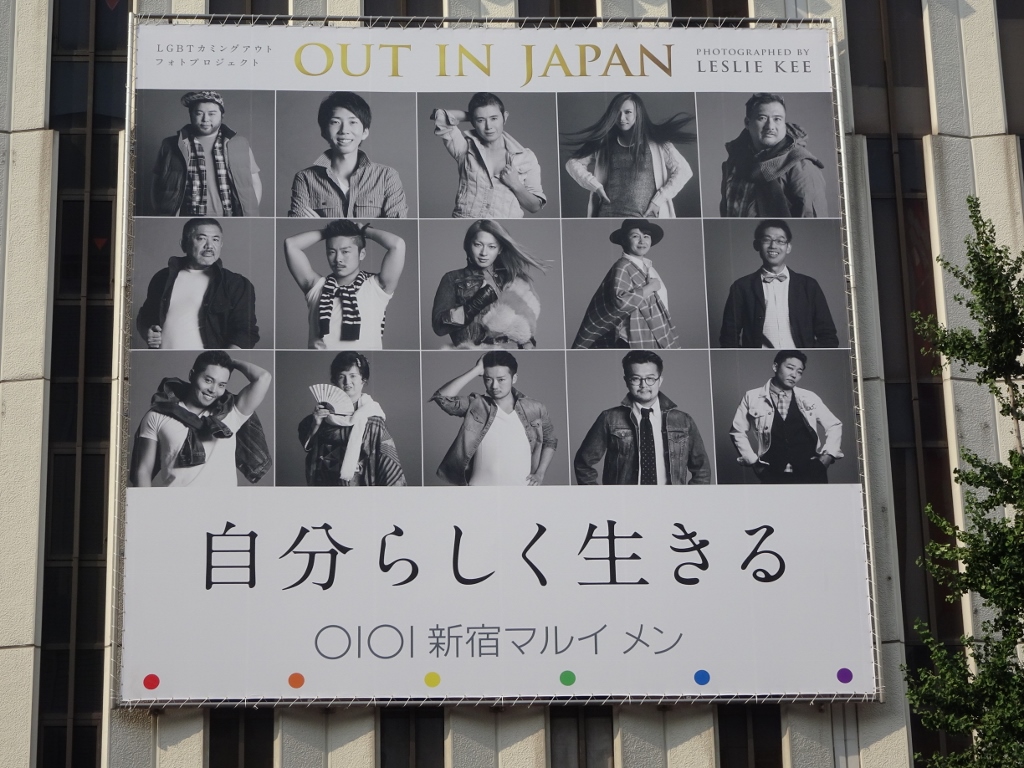 LGBTカミングアウト
フォトプロジェクト
OUT IN JAPAN
PHOTOGRAPHED BY
LESLIE KEE
自分らしく生きる
OIOI 新宿マルイ メン